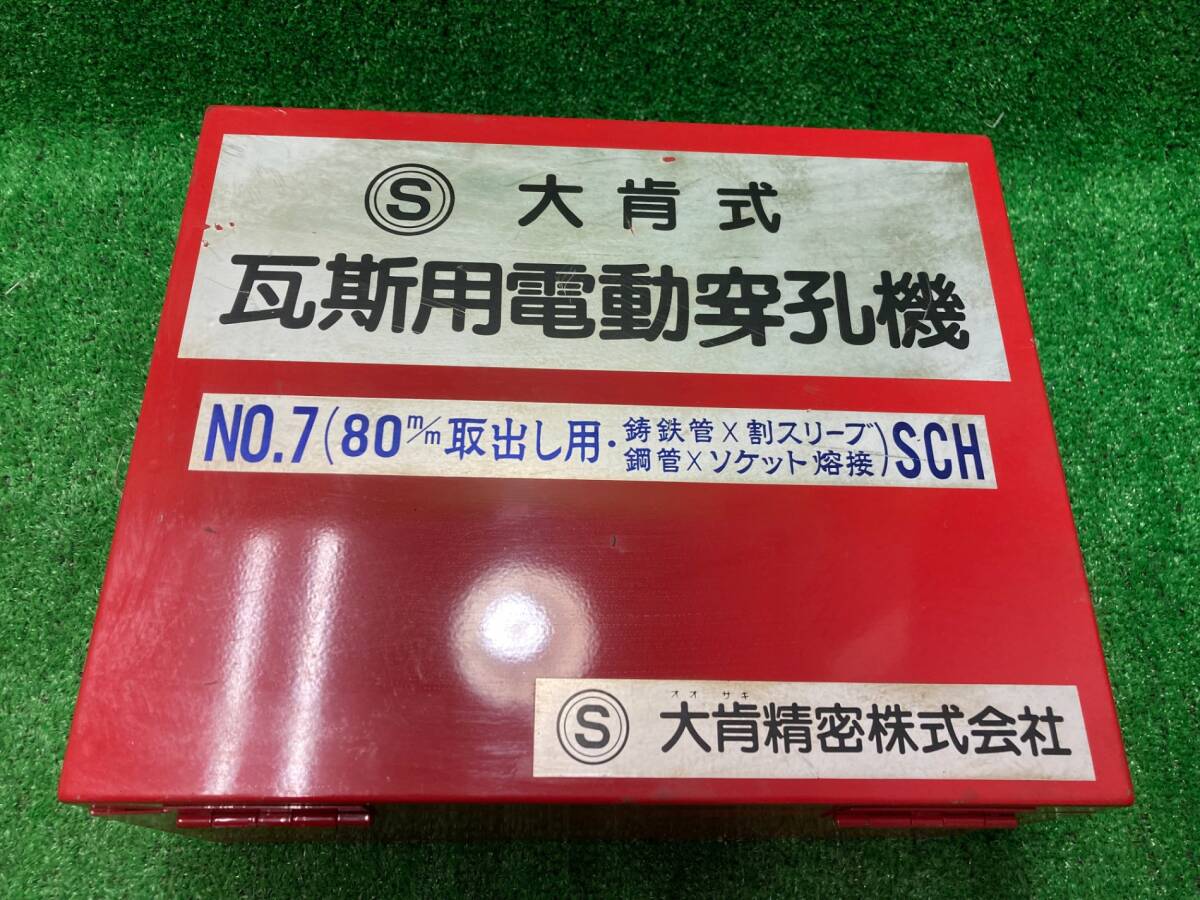 Ⓢ 大肯式
瓦斯用電動穿孔機
NO.7(80m/m取出し用・鋳鉄管×割スリーブ
鋼管×ソケット熔接)SCH
オオサキ
Ⓢ 大肯精密株式会社